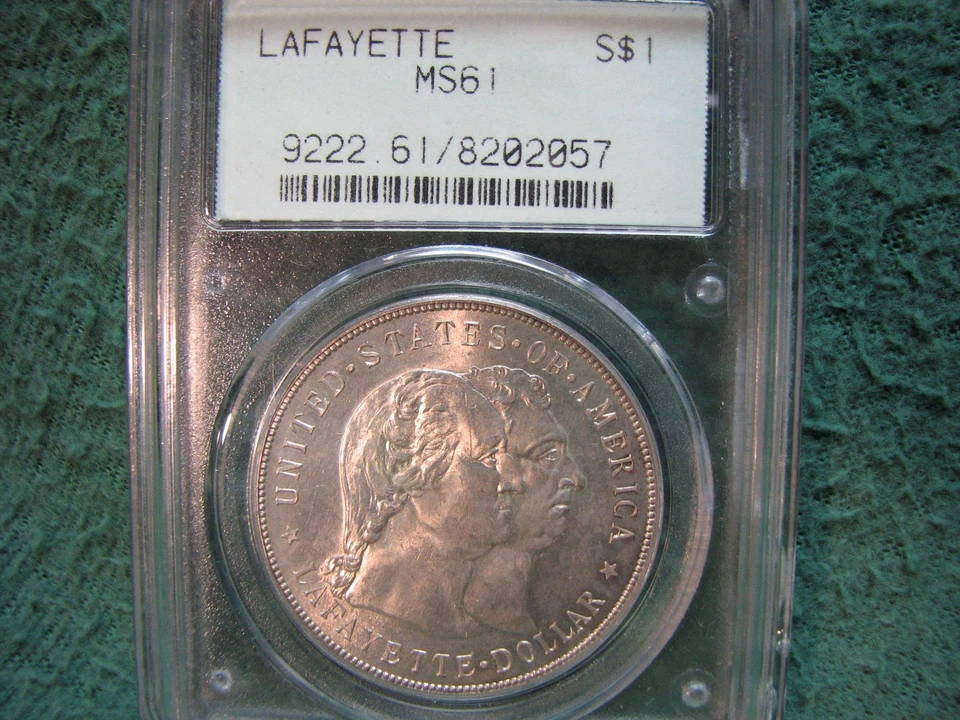 LAFAYETTE S$1
MS61
9222.61/8202057
UNITED·STATES·OF·AMERICA
★ LAFAYETTE·DOLLAR ★